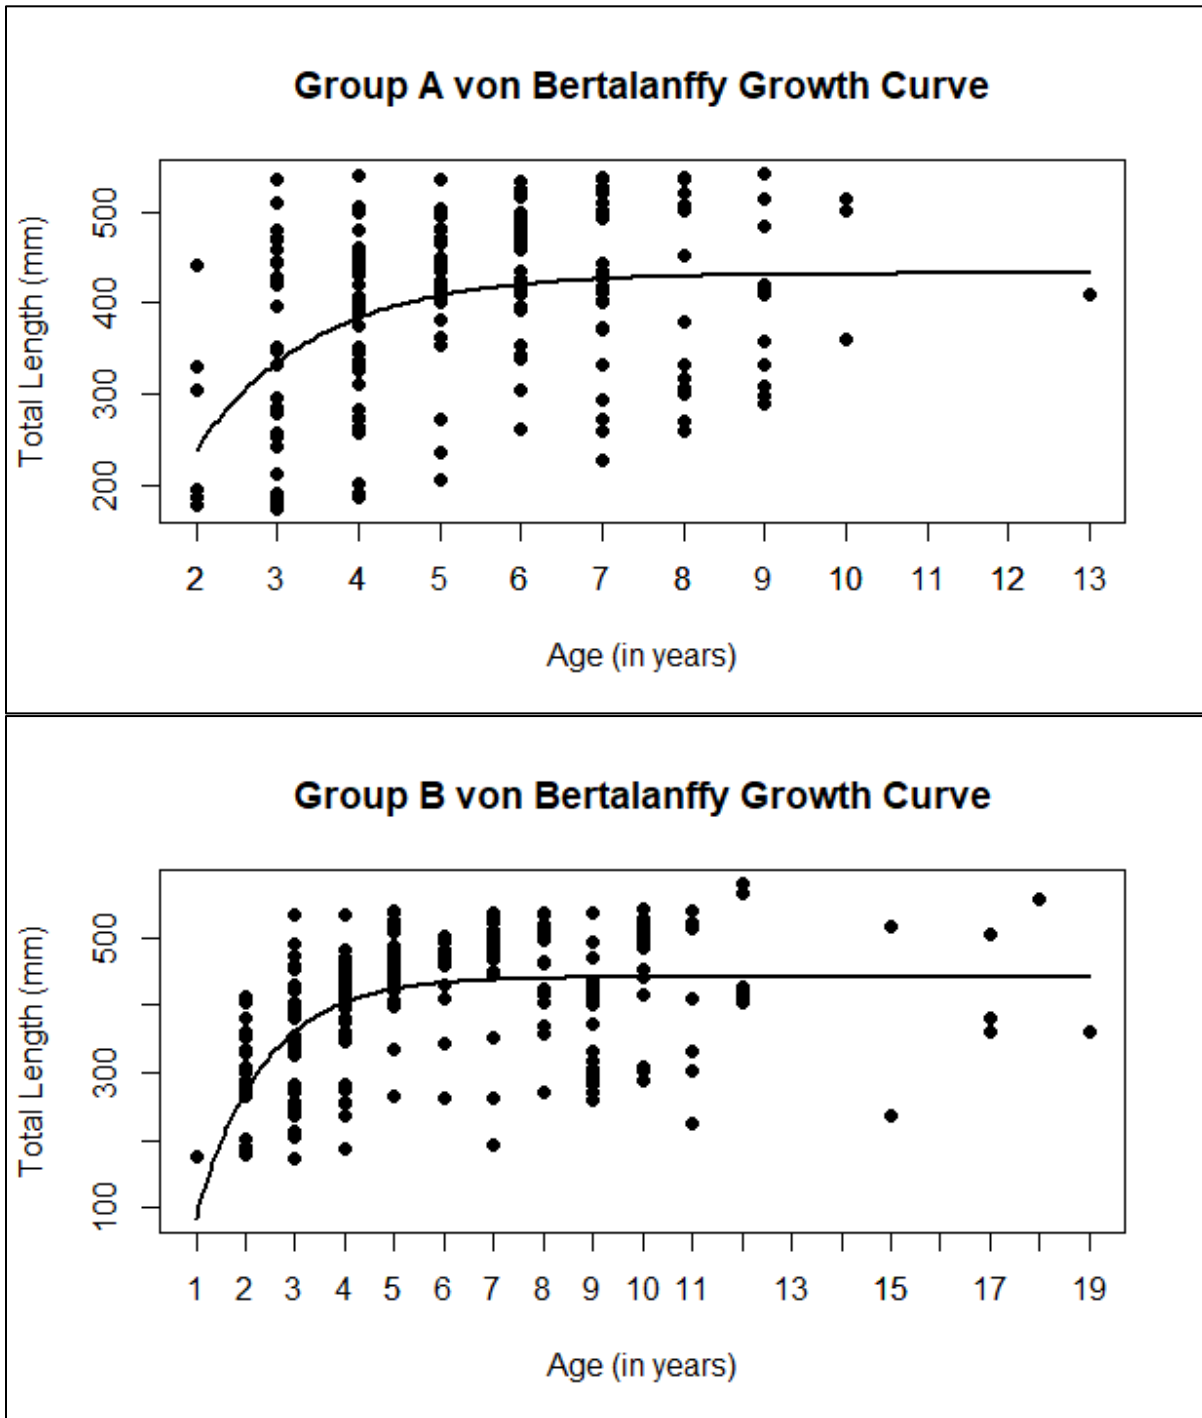 Group A von Bertalanffy Growth Curve
Total Length (mm)
500
400
300
200
2 3 4 5 6 7 8 9 10 11 12 13
Age (in years)
Group B von Bertalanffy Growth Curve
Total Length (mm)
500
300
100
1 2 3 4 5 6 7 8 9 10 11 13 15 17 19
Age (in years)